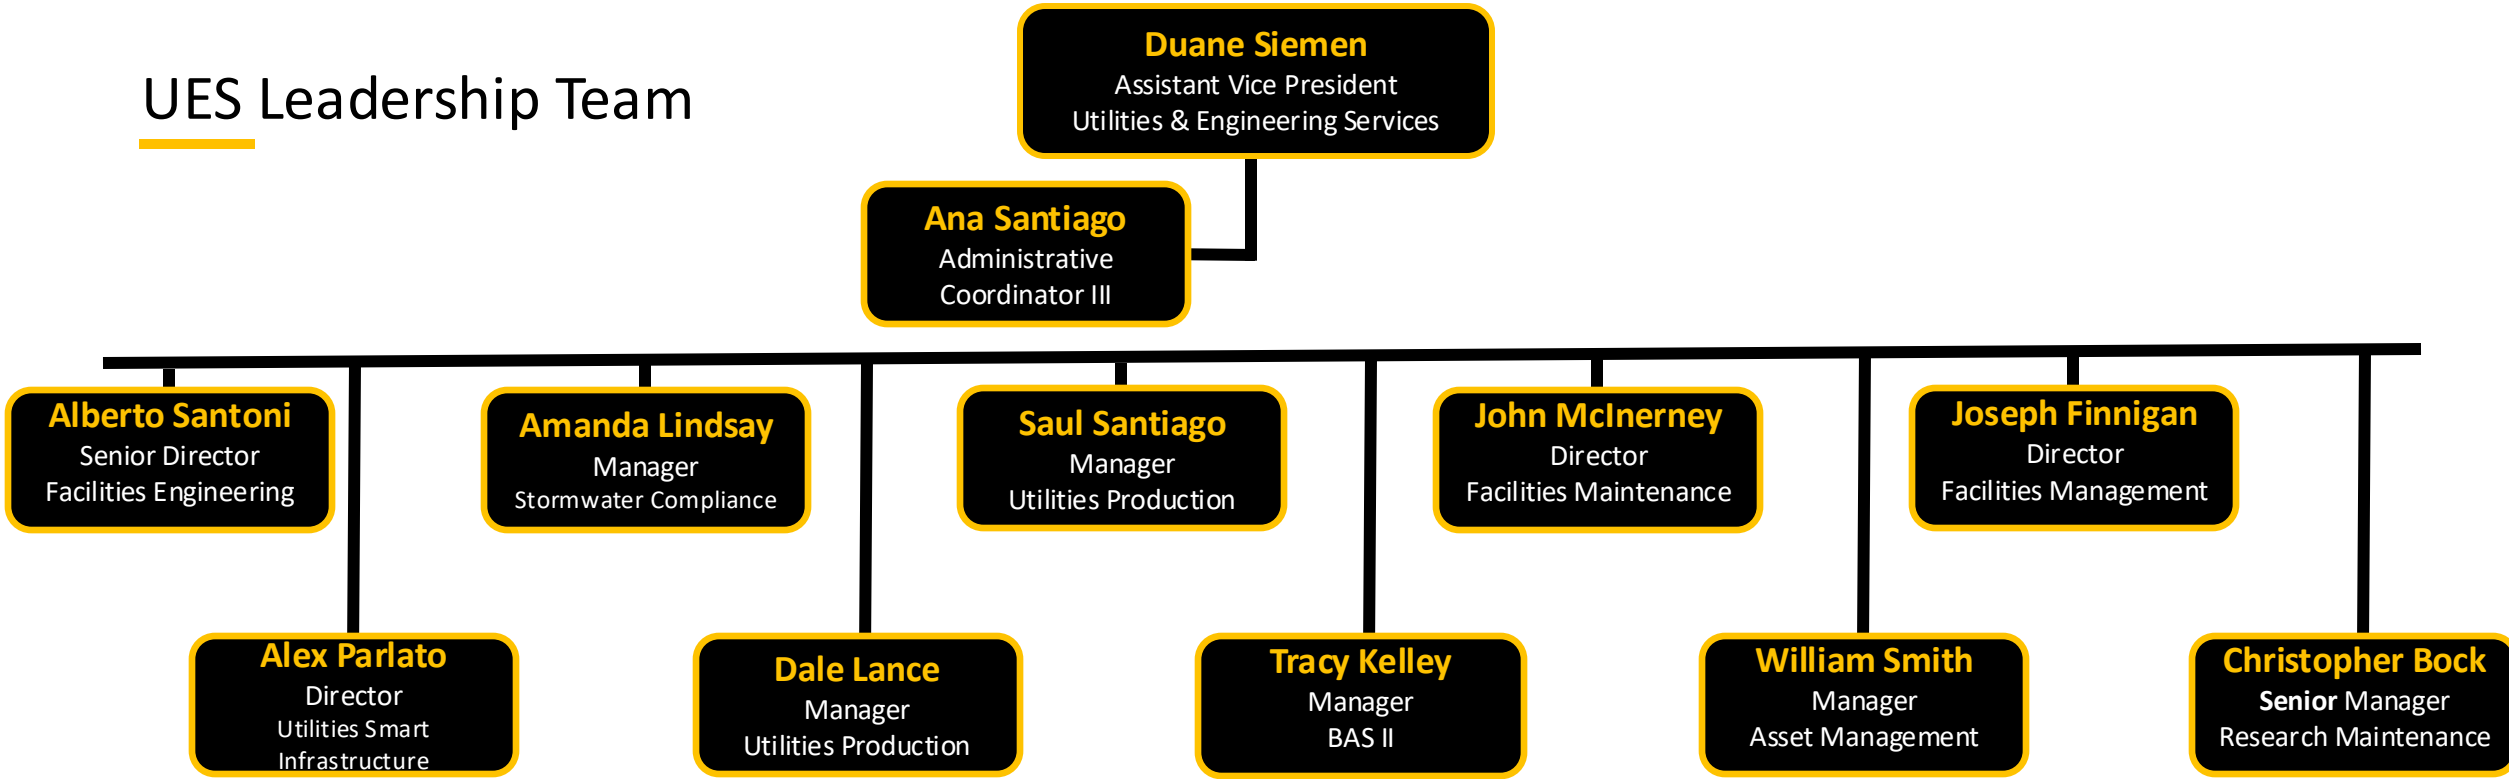 UES Leadership Team
Duane Siemen
Assistant Vice President
Utilities & Engineering Services
Ana Santiago
Administrative
Coordinator III
Alberto Santoni
Senior Director
Facilities Engineering
Amanda Lindsay
Manager
Stormwater Compliance
Saul Santiago
Manager
Utilities Production
John McInerney
Director
Facilities Maintenance
Joseph Finnigan
Director
Facilities Management
Alex Parlato
Director
Utilities Smart
Infrastructure
Dale Lance
Manager
Utilities Production
Tracy Kelley
Manager
BAS II
William Smith
Manager
Asset Management
Christopher Bock
Senior Manager
Research Maintenance